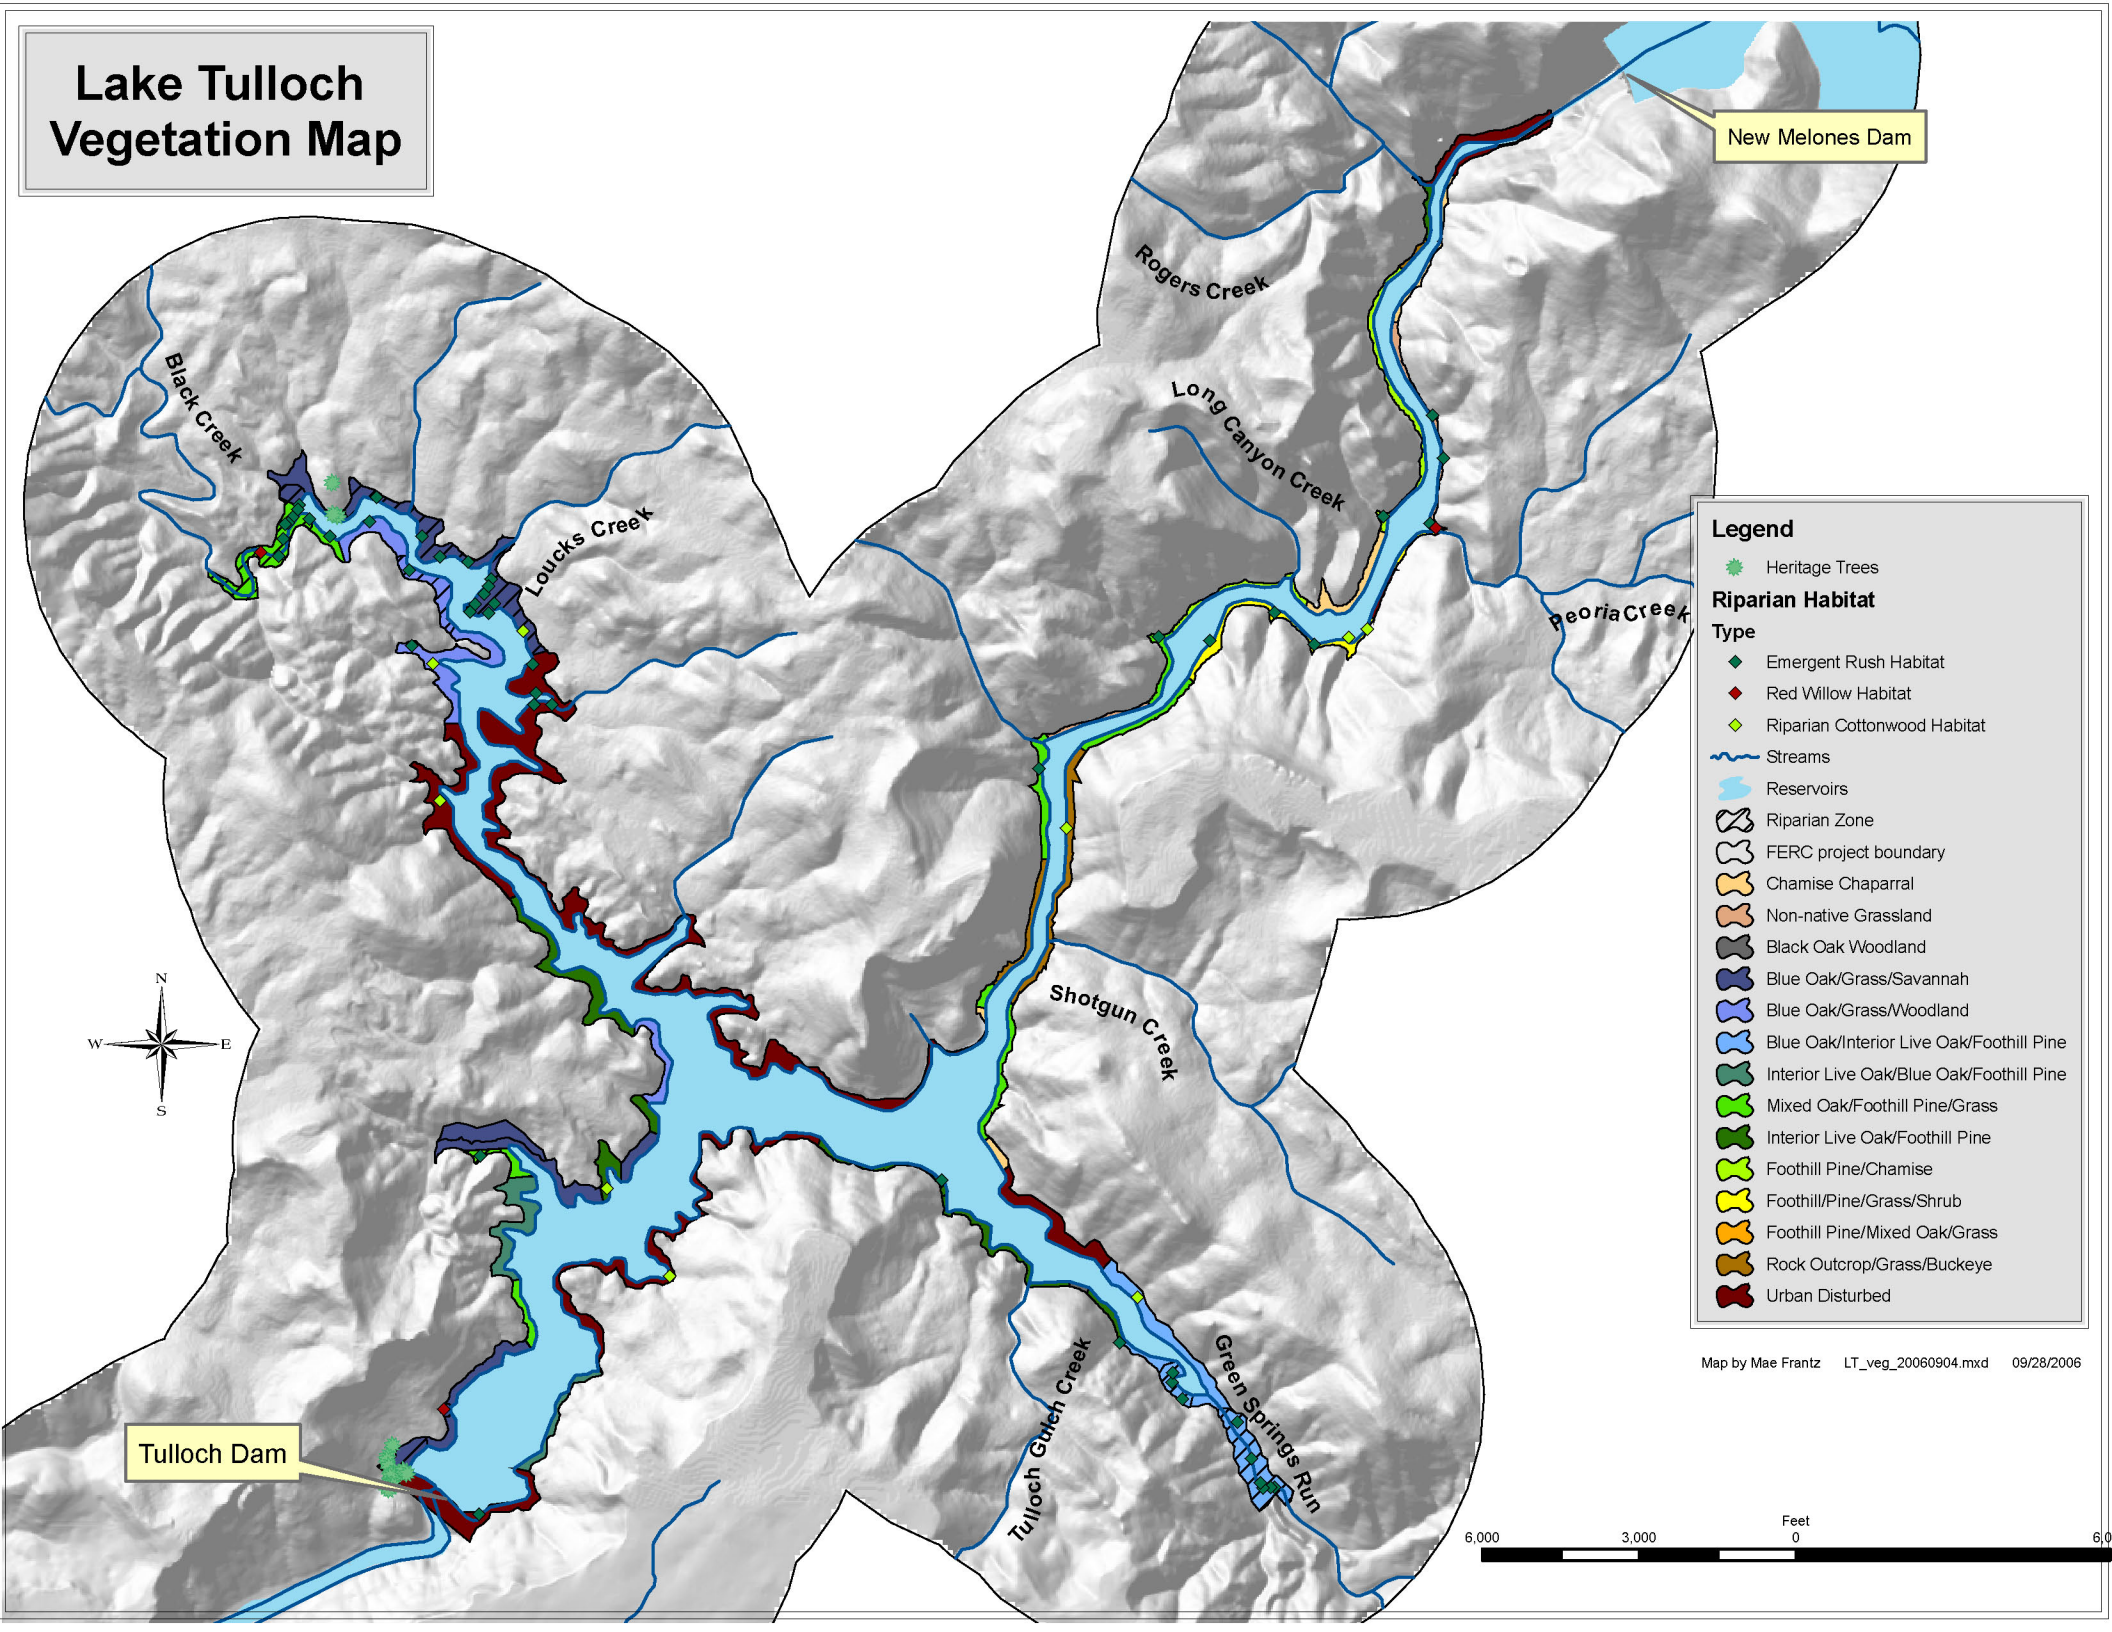 Lake Tulloch
Vegetation Map
New Melones Dam
Rogers Creek
Black Creek
Long Canyon Creek
Loucks Creek
Peoria Creek
Legend
Heritage Trees
Riparian Habitat
Type
Emergent Rush Habitat
Red Willow Habitat
Riparian Cottonwood Habitat
Streams
Reservoirs
Riparian Zone
FERC project boundary
Chamise Chaparral
Non-native Grassland
Black Oak Woodland
Blue Oak/Grass/Savannah
Blue Oak/Grass/Woodland
Blue Oak/Interior Live Oak/Foothill Pine
Interior Live Oak/Blue Oak/Foothill Pine
Mixed Oak/Foothill Pine/Grass
Interior Live Oak/Foothill Pine
Foothill Pine/Chamise
Foothill/Pine/Grass/Shrub
Foothill Pine/Mixed Oak/Grass
Rock Outcrop/Grass/Buckeye
Urban Disturbed
N
W E
S
Shotgun Creek
Map by Mae Frantz LT_veg_20060904.mxd 09/28/2006
Tulloch Gulch Creek
Green Springs Run
Tulloch Dam
Feet
6,000 3,000 0 6,0